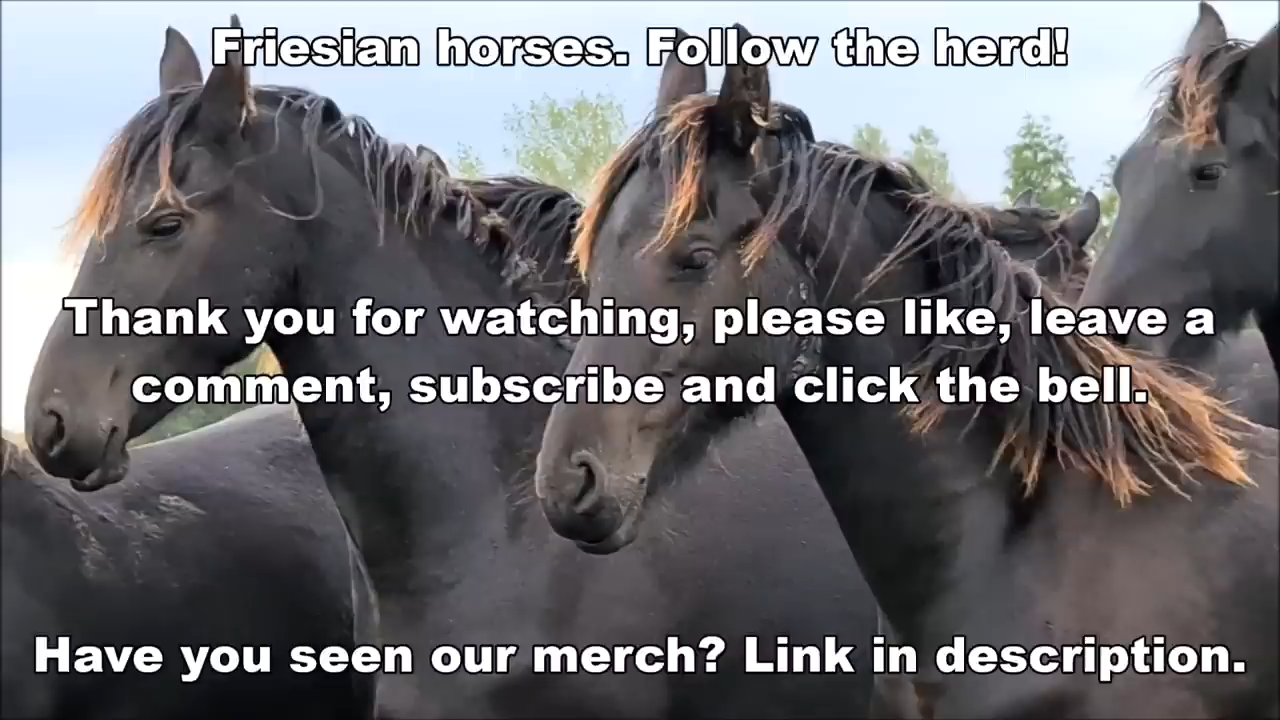 Friesian horses. Follow the herd!
Thank you for watching, please like, leave a
comment, subscribe and click the bell.
Have you seen our merch? Link in description.